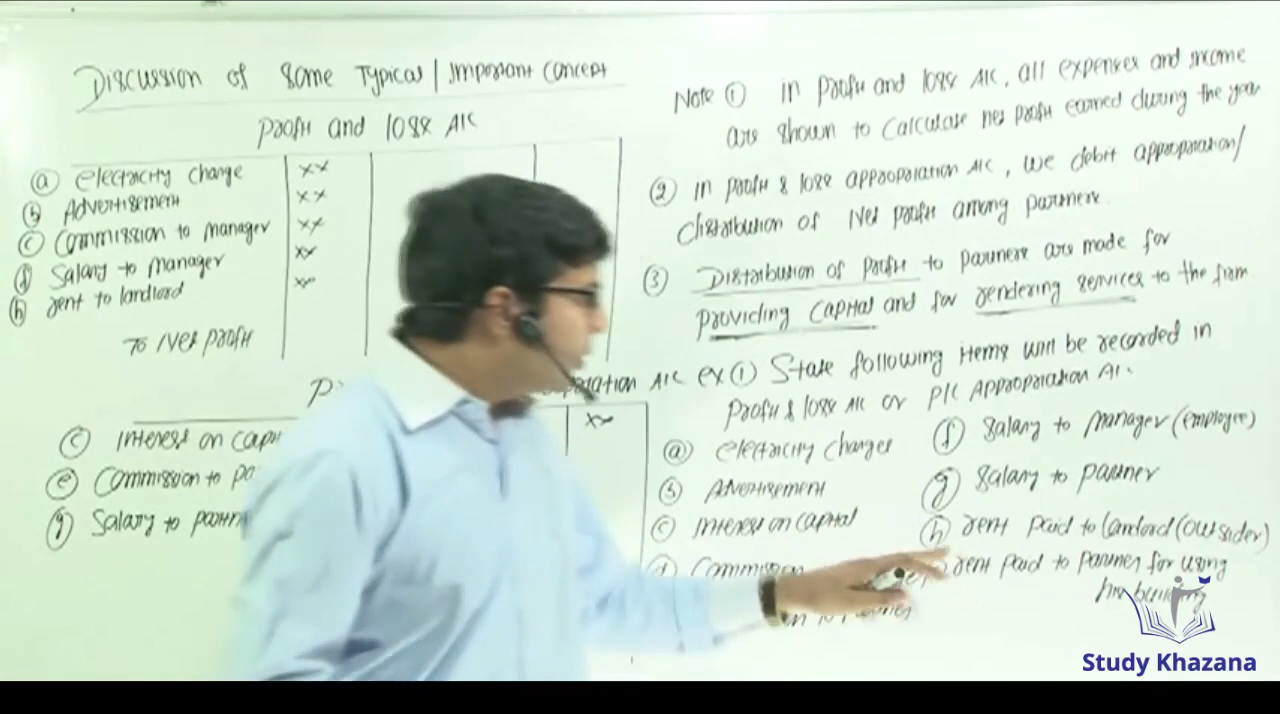 Discussion of Some Typical / Important Concept
Profit and loss A/C
(a) Electricity change xx
(b) Advertisement xx
(c) Commission to Manager xx
(f) Salary to Manager xx
(h) rent to landlord xx
To Net Profit
A/C
xx
(c) Interest on
(e) Commission to
(g) Salary to
Note (1) In Profit and loss A/C, all expenses and income
are shown to calculate net profit earned during the year
(2) In profit & loss appropriation A/C, we debit appropriation/
distribution of Net profit among partners.
(3) Distribution of Profit to partners are made for
Providing Capital and for rendering services to the firm.
Ex (1) State following items will be recorded in
Profit & loss A/C or P/L Appropriation A/C.
(a) Electricity Charges
(b) Advertisement
(c) Interest on Capital
(d) Commission
(f) Salary to Manager (employee)
(g) Salary to partner
(h) rent paid to landlord (outsider)
rent paid to partner for using
building
Study Khazana